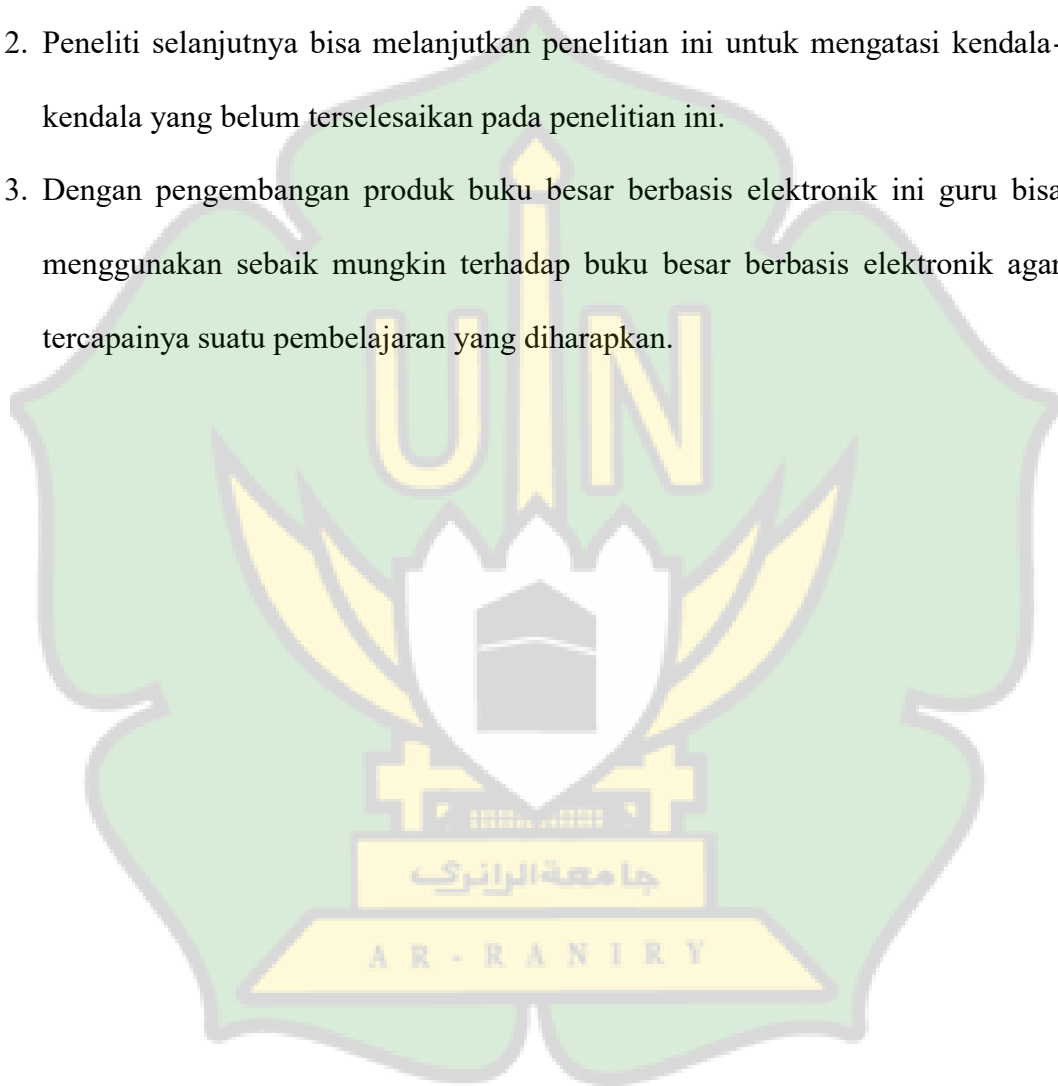 2. Peneliti selanjutnya bisa melanjutkan penelitian ini untuk mengatasi kendala-
kendala yang belum terselesaikan pada penelitian ini.
3. Dengan pengembangan produk buku besar berbasis elektronik ini guru bisa
menggunakan sebaik mungkin terhadap buku besar berbasis elektronik agar
tercapainya suatu pembelajaran yang diharapkan.
UIN
جامعة الرانري
AR-RANIRY